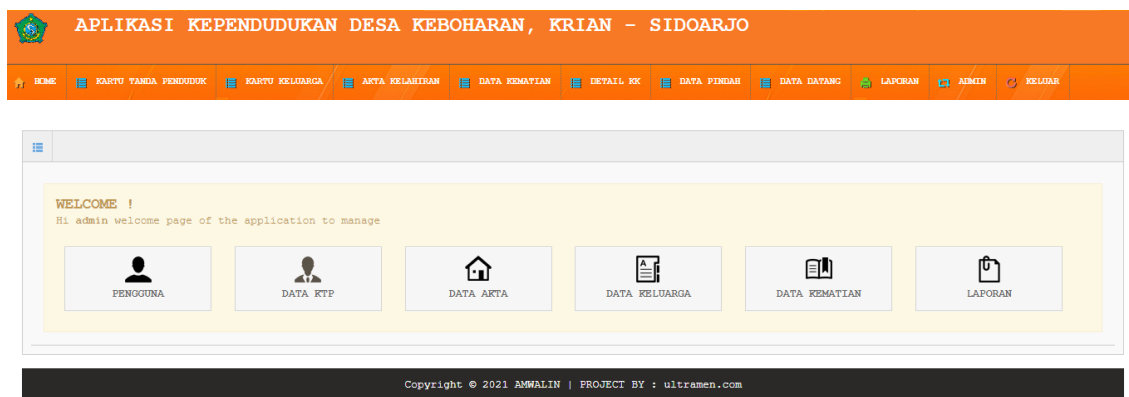 APLIKASI KEPENDUDUKAN DESA KEBOHARAN, KRIAN - SIDOARJO
HOME KARTU TANDA PENDUDUK KARTU KELUARGA AKTA KELAHIRAN DATA KEMATIAN DETAIL KK DATA PINDAH DATA DATANG LAPORAN ADMIN KELUAR
WELCOME !
Hi admin welcome page of the application to manage
PENGGUNA DATA KTP DATA AKTA DATA KELUARGA DATA KEMATIAN LAPORAN
Copyright © 2021 AMWALIN | PROJECT BY : ultramen.com